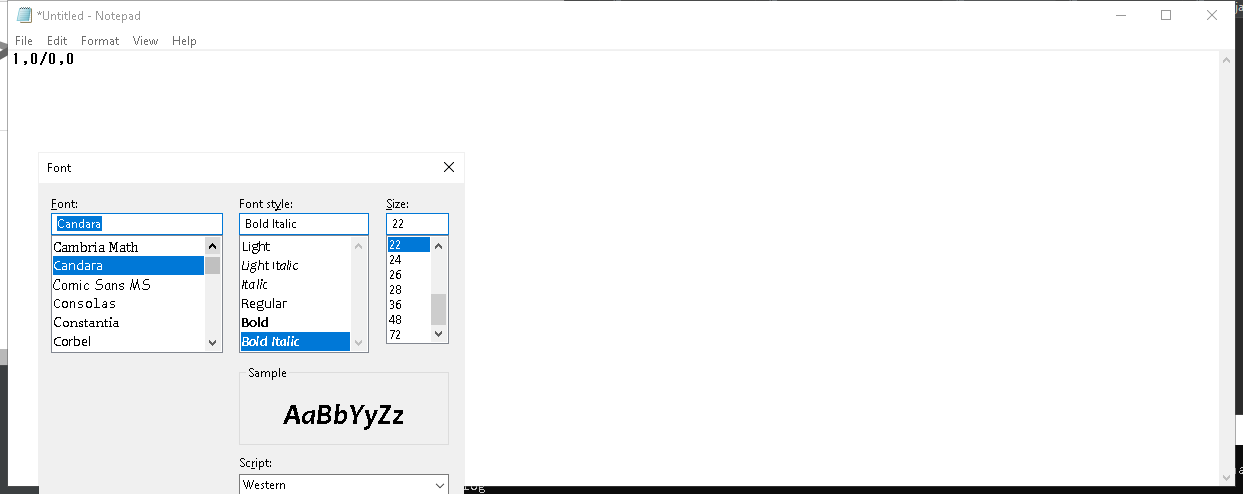 *Untitled - Notepad
File Edit Format View Help
1,0/0,0
Font
Font: Font style: Size:
Candara Bold Italic 22
Cambria Math Light 22
Candara Light Italic 24
Comic Sans MS Italic 26
Consolas Regular 28
Constantia Bold 36
Corbel Bold Italic 48
72
Sample
AaBbYyZz
Script:
Western